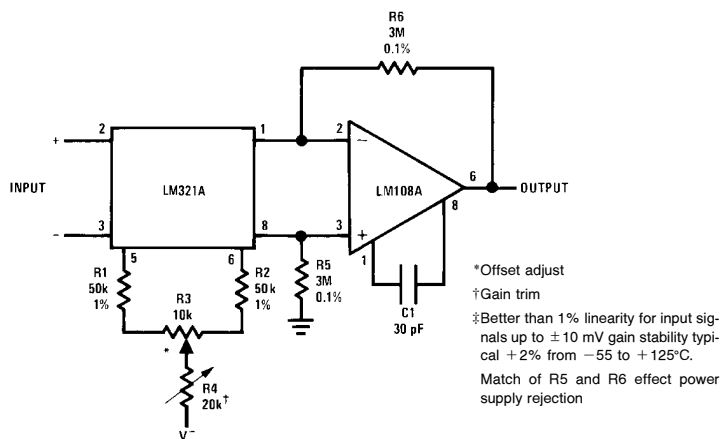 R6
3M
0.1%
2
1
2
6
+
−
INPUT
LM321A
LM108A
OUTPUT
−
3
8
3
+
8
5
6
1
R1
50k
1%
R2
50k
1%
R3
10k
*
R5
3M
0.1%
C1
30 pF
R4
20k†
V−
*Offset adjust
†Gain trim
‡Better than 1% linearity for input sig-
nals up to ±10 mV gain stability typi-
cal +2% from −55 to +125°C.
Match of R5 and R6 effect power
supply rejection